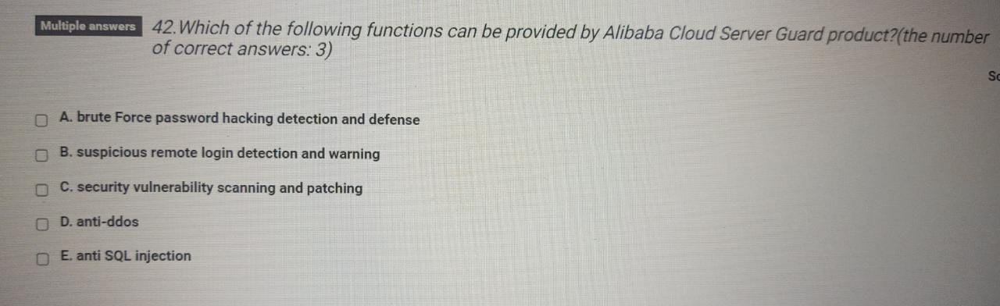 Multiple answers 42.Which of the following functions can be provided by Alibaba Cloud Server Guard product?(the number
of correct answers: 3)
A. brute Force password hacking detection and defense
B. suspicious remote login detection and warning
C. security vulnerability scanning and patching
D. anti-ddos
E. anti SQL injection